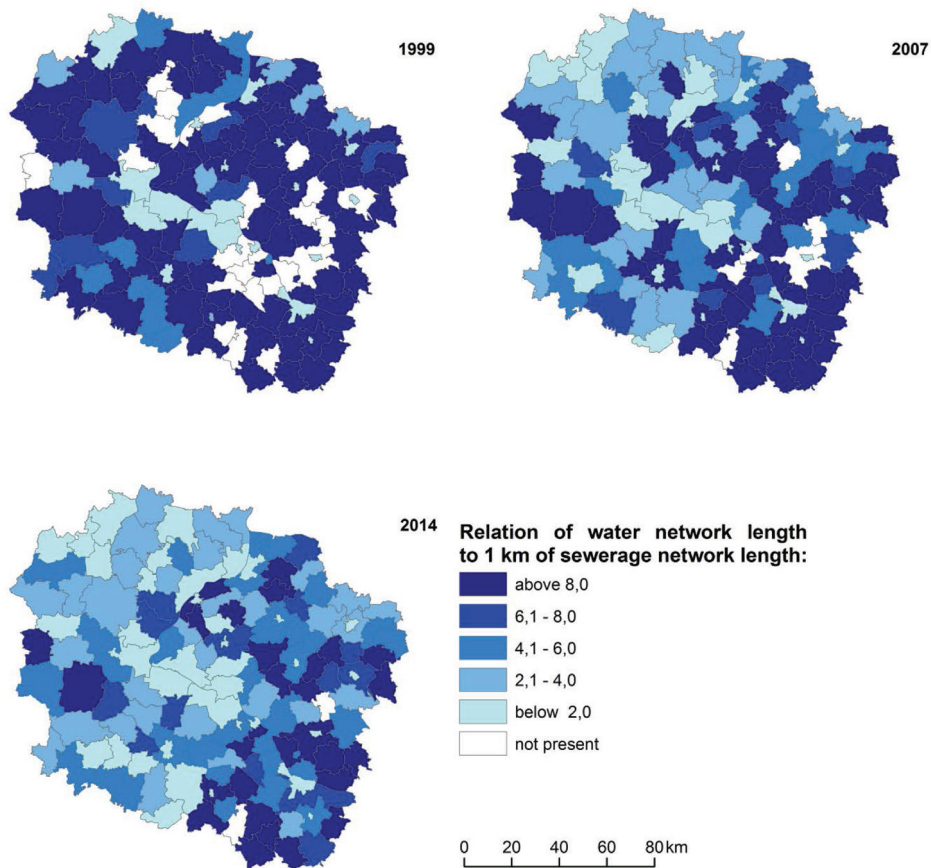 1999
2007
2014
Relation of water network length
to 1 km of sewerage network length:
above 8,0
6,1 - 8,0
4,1 - 6,0
2,1 - 4,0
below 2,0
not present
0 20 40 60 80 km